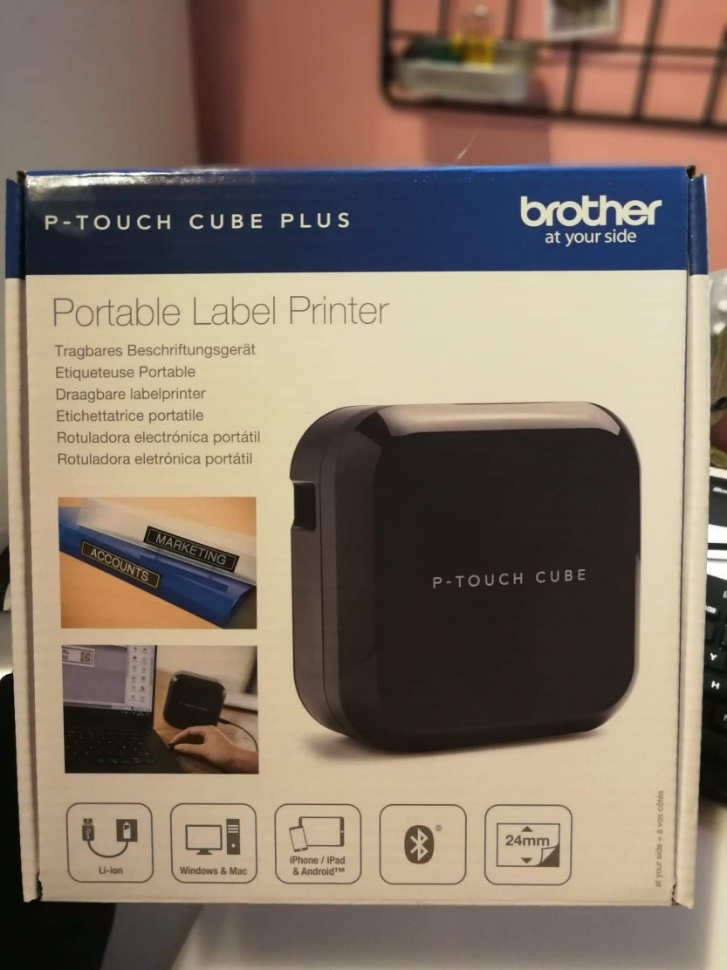 P-TOUCH CUBE PLUS
brother
at your side
Portable Label Printer
Tragbares Beschriftungsgerät
Etiqueteuse Portable
Draagbare labelprinter
Etichettatrice portatile
Rotuladora electrónica portátil
Rotuladora eletrónica portátil
MARKETING
ACCOUNTS
P-TOUCH CUBE
P-TOUCH CUBE
Li-ion
Windows & Mac
iPhone / iPad
& Android™
®
24mm
at your side = à vos côtés
Y
H